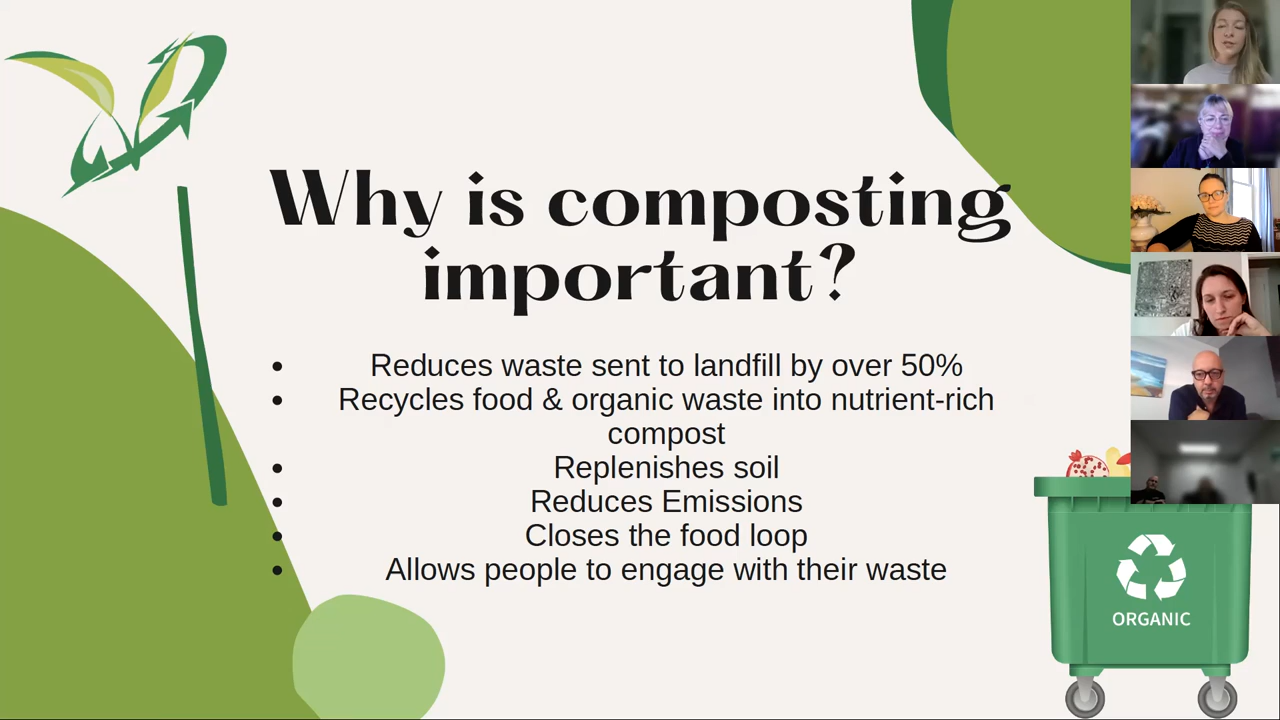 Why is composting
important?
• Reduces waste sent to landfill by over 50%
• Recycles food & organic waste into nutrient-rich
compost
• Replenishes soil
• Reduces Emissions
• Closes the food loop
• Allows people to engage with their waste
ORGANIC